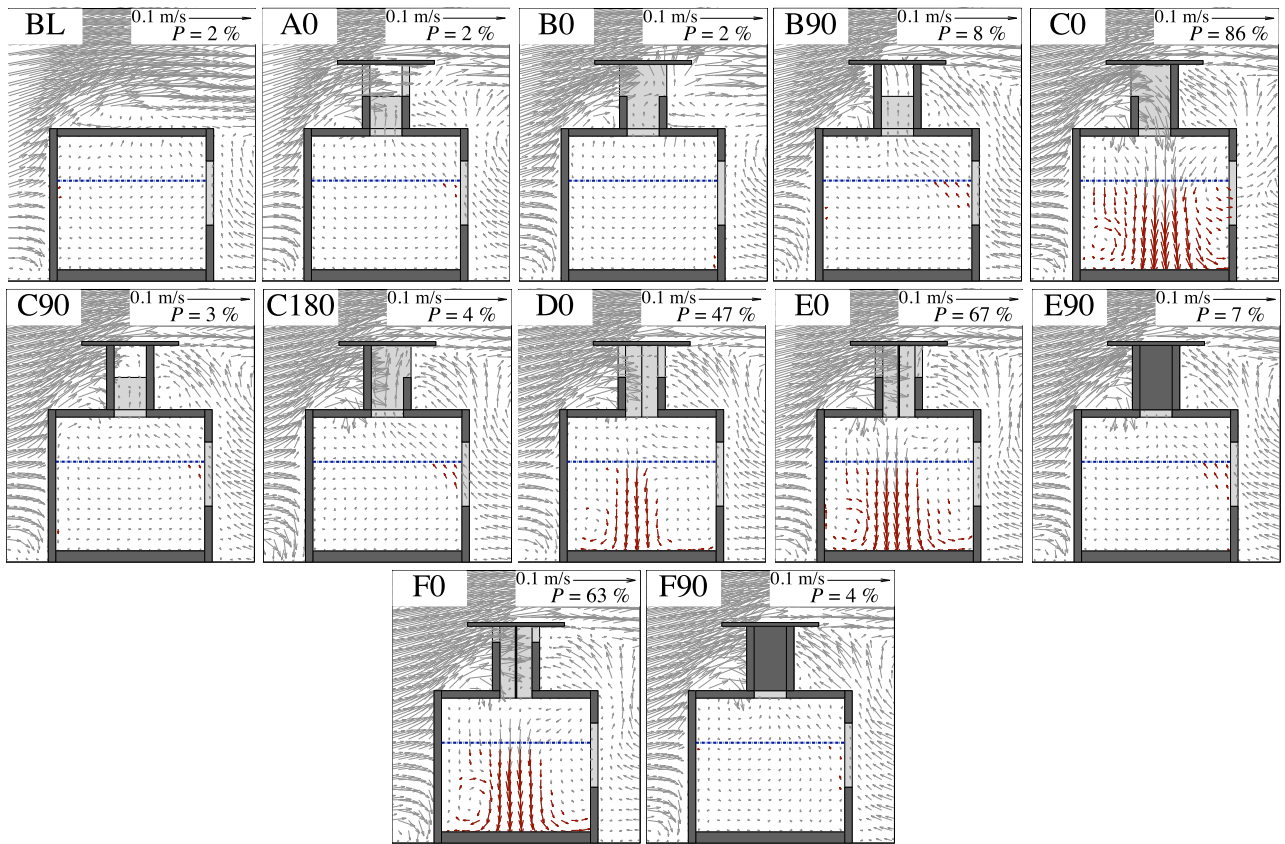 BL 0.1 m/s
P = 2 %
A0 0.1 m/s
P = 2 %
B0 0.1 m/s
P = 2 %
B90 0.1 m/s
P = 8 %
C0 0.1 m/s
P = 86 %
C90 0.1 m/s
P = 3 %
C180 0.1 m/s
P = 4 %
D0 0.1 m/s
P = 47 %
E0 0.1 m/s
P = 67 %
E90 0.1 m/s
P = 7 %
F0 0.1 m/s
P = 63 %
F90 0.1 m/s
P = 4 %